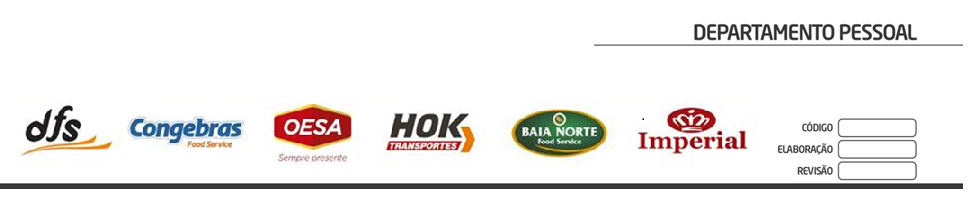 DEPARTAMENTO PESSOAL
dfs
Congebras
Food Service
OESA
Sempre presente
HOK
TRANSPORTES
BAIA NORTE
Food Service
Imperial
CÓDIGO
ELABORAÇÃO
REVISÃO